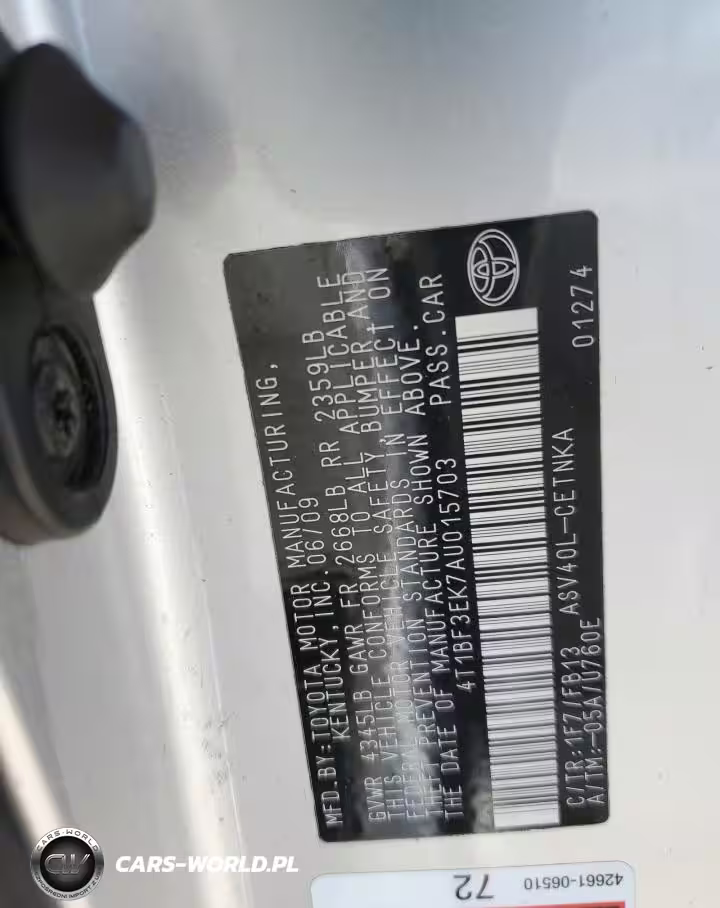 MFD.BY:TOYOTA MOTOR MANUFACTURING,
KENTUCKY, INC. 06/09
GVWR 4345LB GAWR FR 2668LB RR 2359LB
THIS VEHICLE CONFORMS TO ALL APPLICABLE
FEDERAL MOTOR VEHICLE SAFETY, BUMPER, AND
THEFT PREVENTION STANDARDS IN EFFECT ON
THE DATE OF MANUFACTURE SHOWN ABOVE.
4T1BF3EK7AU015703 PASS.CAR
C/TR:1F7/FB13 ASV40L-CETNKA 01274
A/TM:-05A/U760E
72
42661-06510
CARS-WORLD
CW
CARS-WORLD.PL